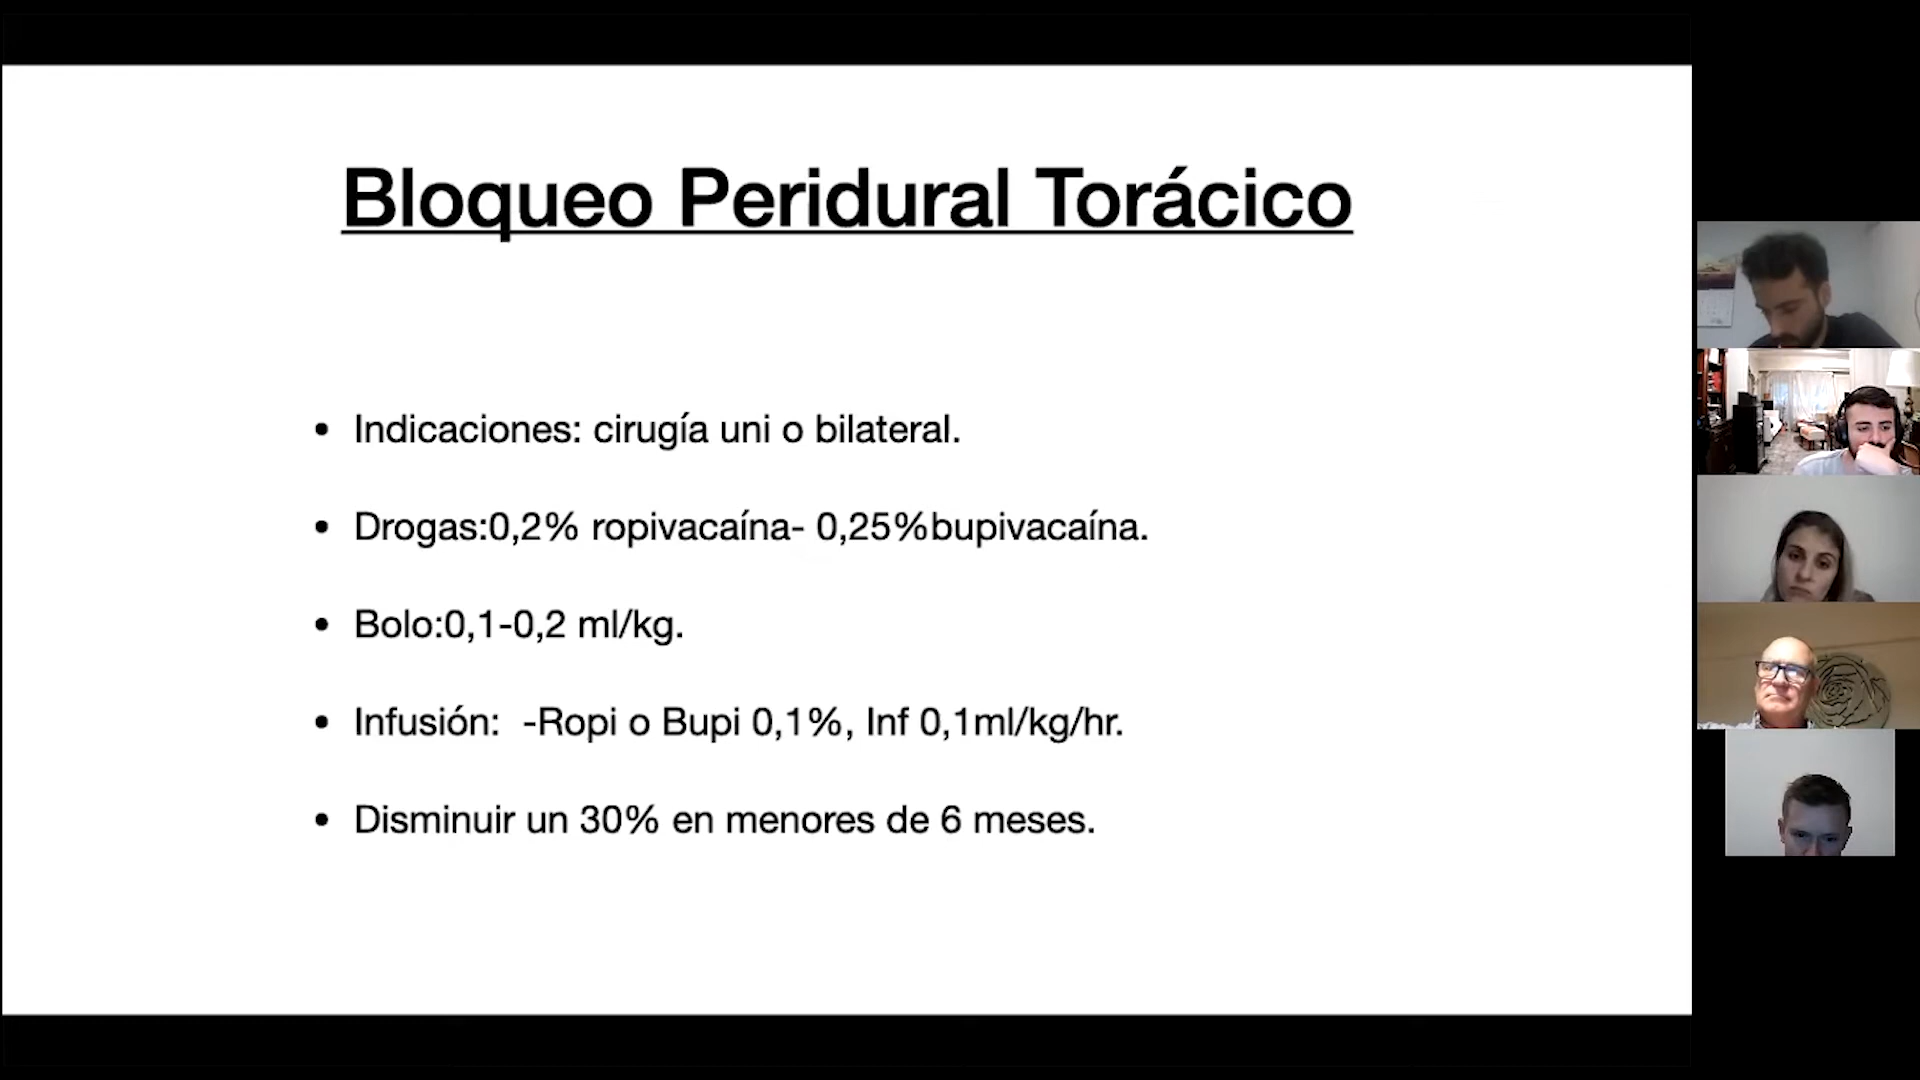 Bloqueo Peridural Torácico
• Indicaciones: cirugía uni o bilateral.
• Drogas:0,2% ropivacaína- 0,25%bupivacaína.
• Bolo:0,1-0,2 ml/kg.
• Infusión:  -Ropi o Bupi 0,1%, Inf 0,1ml/kg/hr.
• Disminuir un 30% en menores de 6 meses.